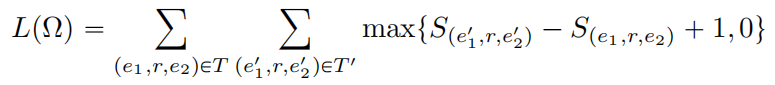 L(Ω) = ∑_{(e_1,r,e_2)∈T} ∑_{(e'_1,r,e'_2)∈T'} max{S_{(e'_1,r,e'_2)} − S_{(e_1,r,e_2)} + 1, 0}